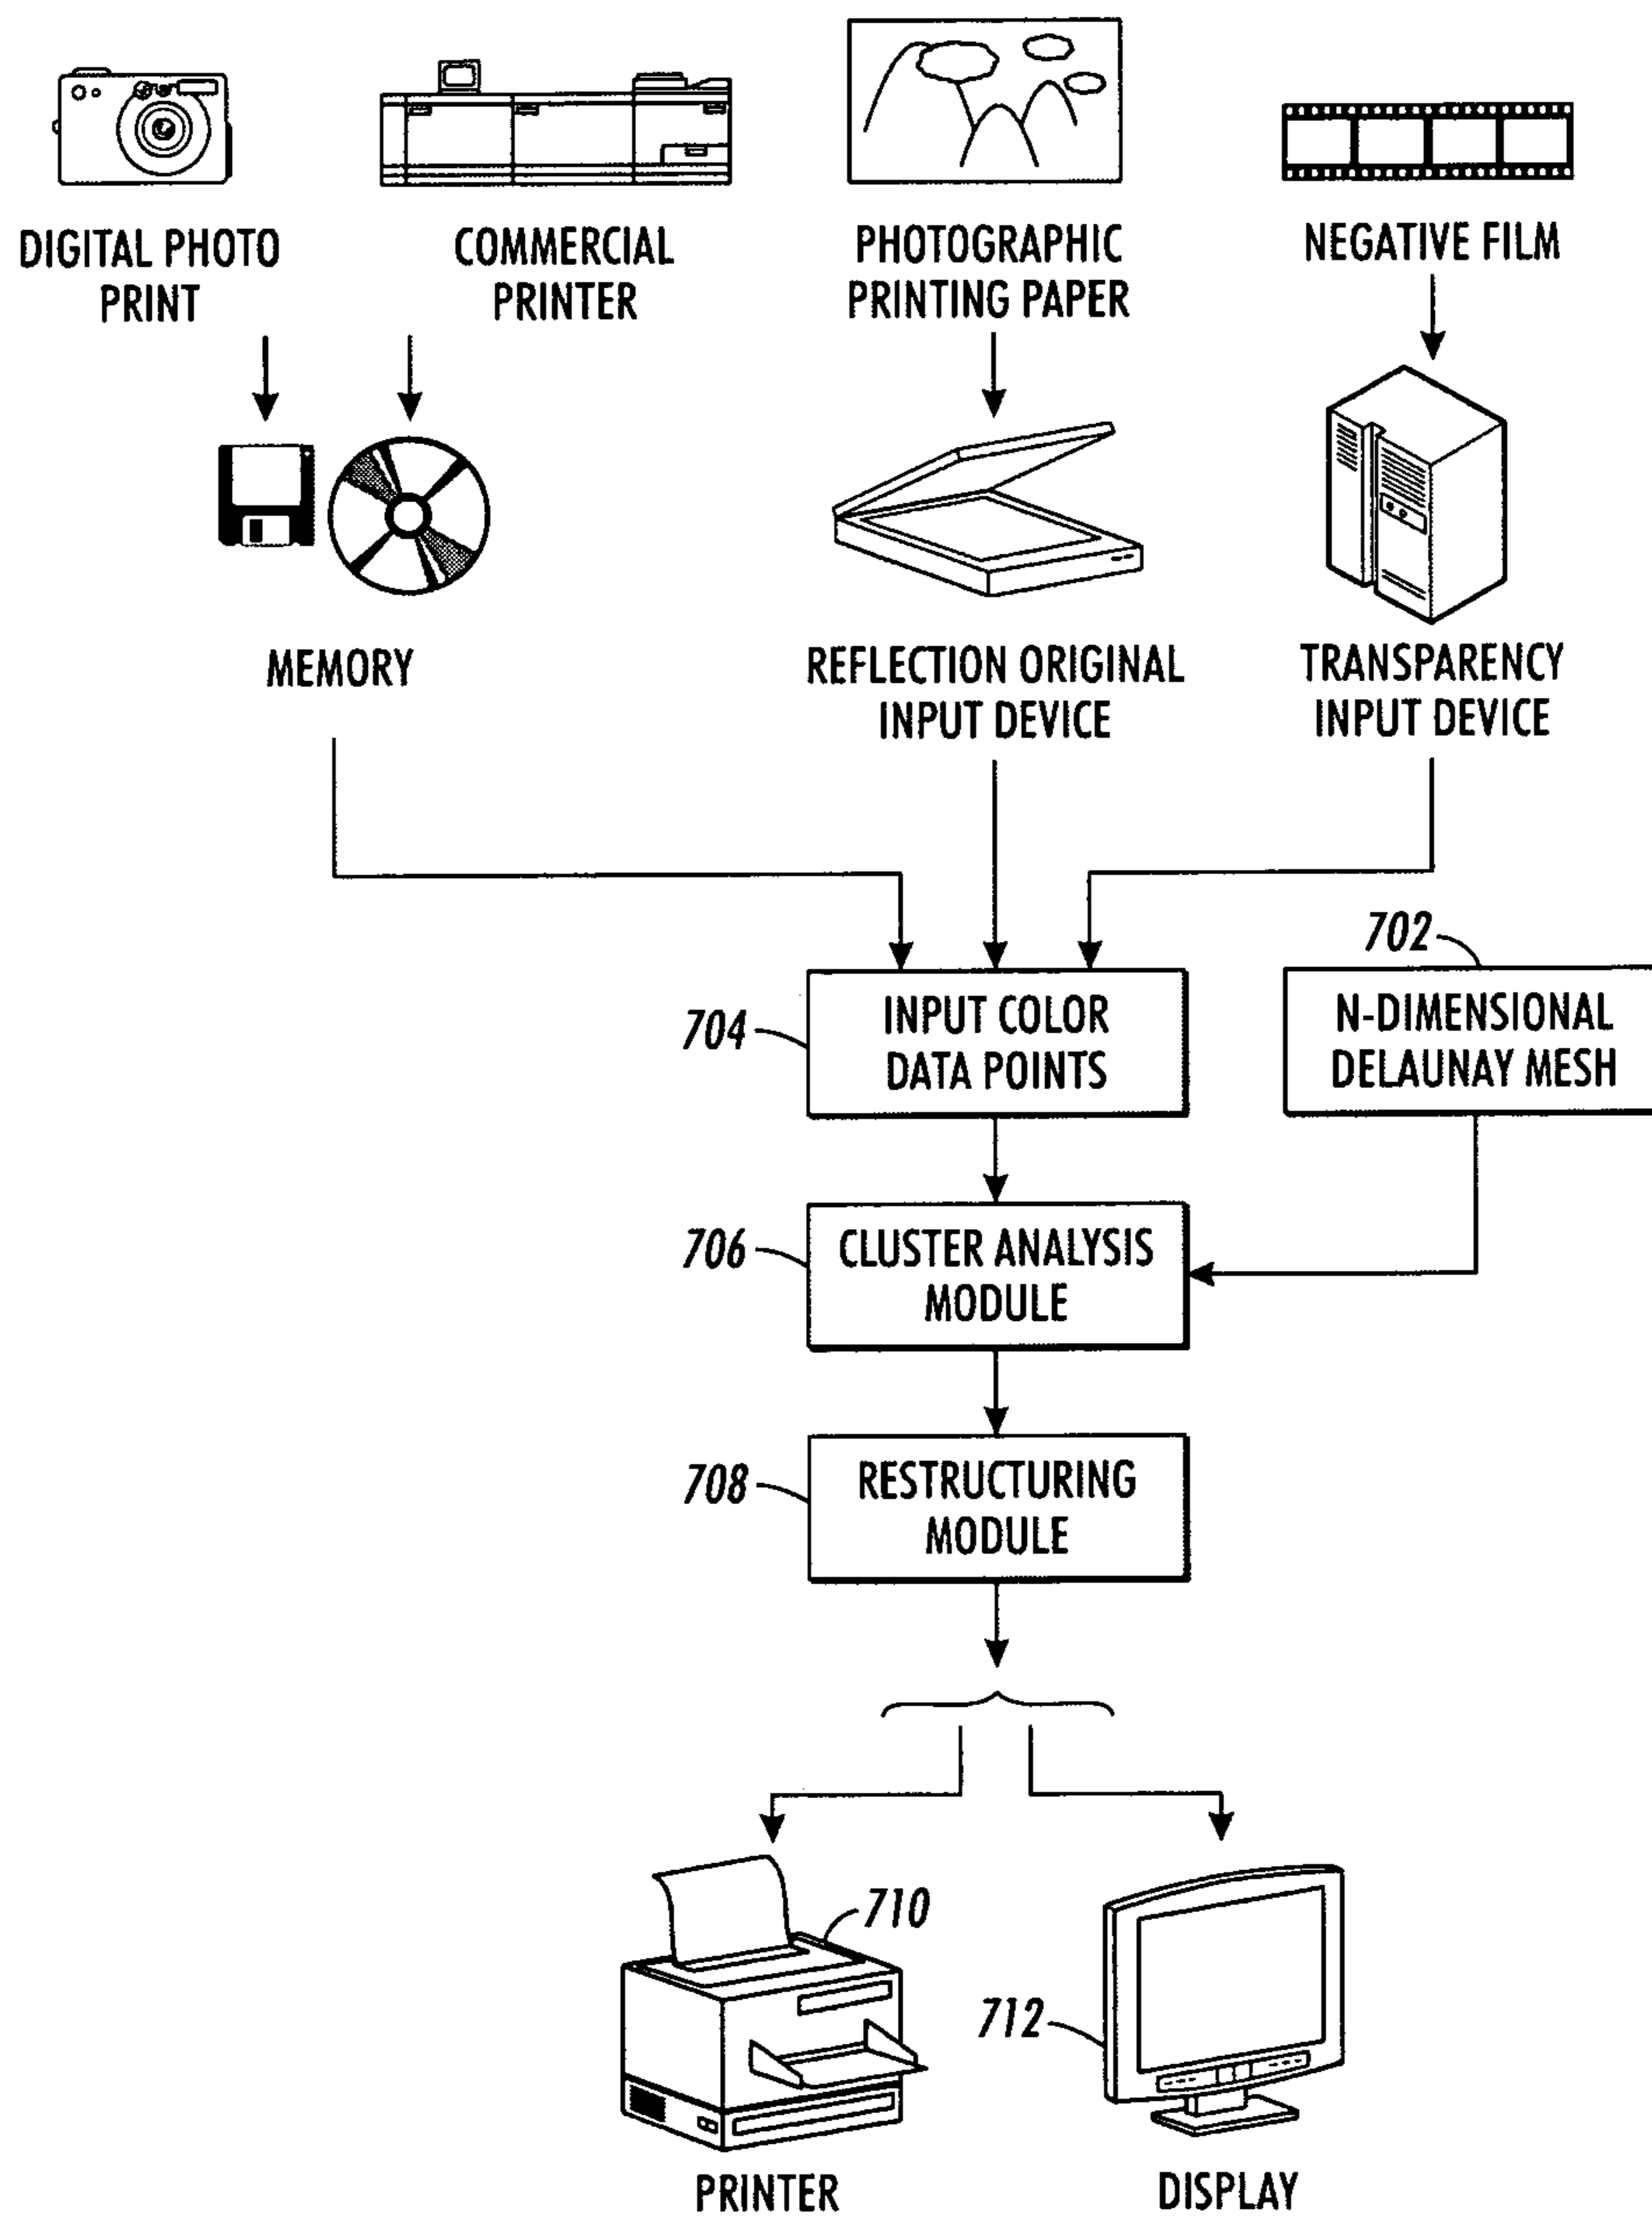 DIGITAL PHOTO
PRINT
COMMERCIAL
PRINTER
PHOTOGRAPHIC
PRINTING PAPER
NEGATIVE FILM
MEMORY
REFLECTION ORIGINAL
INPUT DEVICE
TRANSPARENCY
INPUT DEVICE
702
704
INPUT COLOR
DATA POINTS
N-DIMENSIONAL
DELAUNAY MESH
706
CLUSTER ANALYSIS
MODULE
708
RESTRUCTURING
MODULE
710
712
PRINTER
DISPLAY